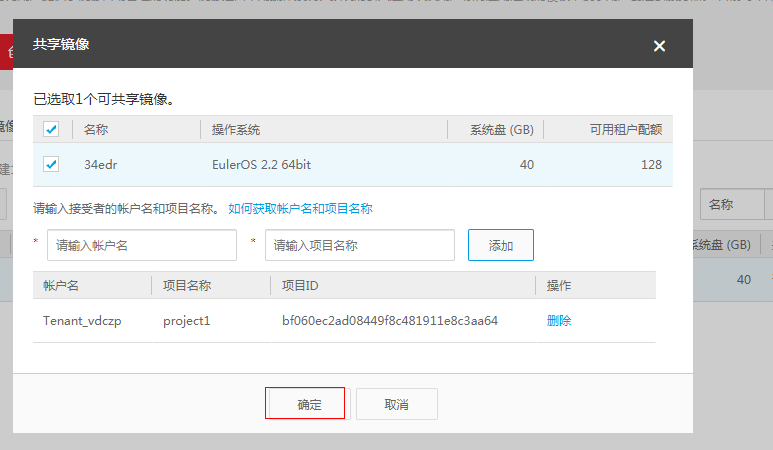 共享镜像
已选取1个可共享镜像。
名称 操作系统 系统盘 (GB) 可用租户配额
34edr EulerOS 2.2 64bit 40 128
请输入接受者的帐户名和项目名称。 如何获取帐户名和项目名称
名称
* 请输入帐户名 * 请输入项目名称 添加
系统盘 (GB)
帐户名 项目名称 项目ID 操作
40
Tenant_vdczp project1 bf060ec2ad08449f8c481911e8c3aa64 删除
确定 取消